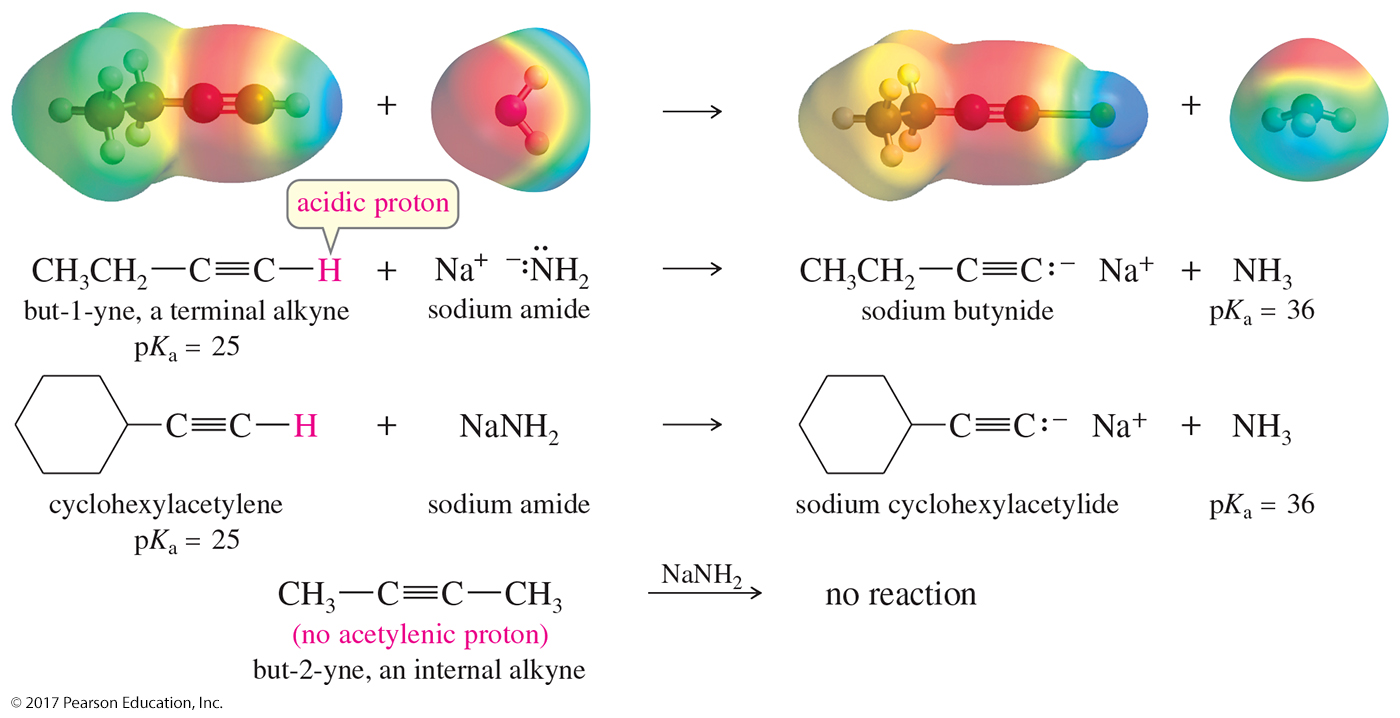 + ⟶ +
acidic proton
CH₃CH₂—C≡C—H + Na⁺ ⁻:N̈H₂ ⟶ CH₃CH₂—C≡C:⁻ Na⁺ + NH₃
but-1-yne, a terminal alkyne sodium amide sodium butynide pKₐ = 36
pKₐ = 25
C≡C—H + NaNH₂ ⟶ C≡C:⁻ Na⁺ + NH₃
cyclohexylacetylene sodium amide sodium cyclohexylacetylide pKₐ = 36
pKₐ = 25
NaNH₂
CH₃—C≡C—CH₃ ⟶ no reaction
(no acetylenic proton)
but-2-yne, an internal alkyne
© 2017 Pearson Education, Inc.